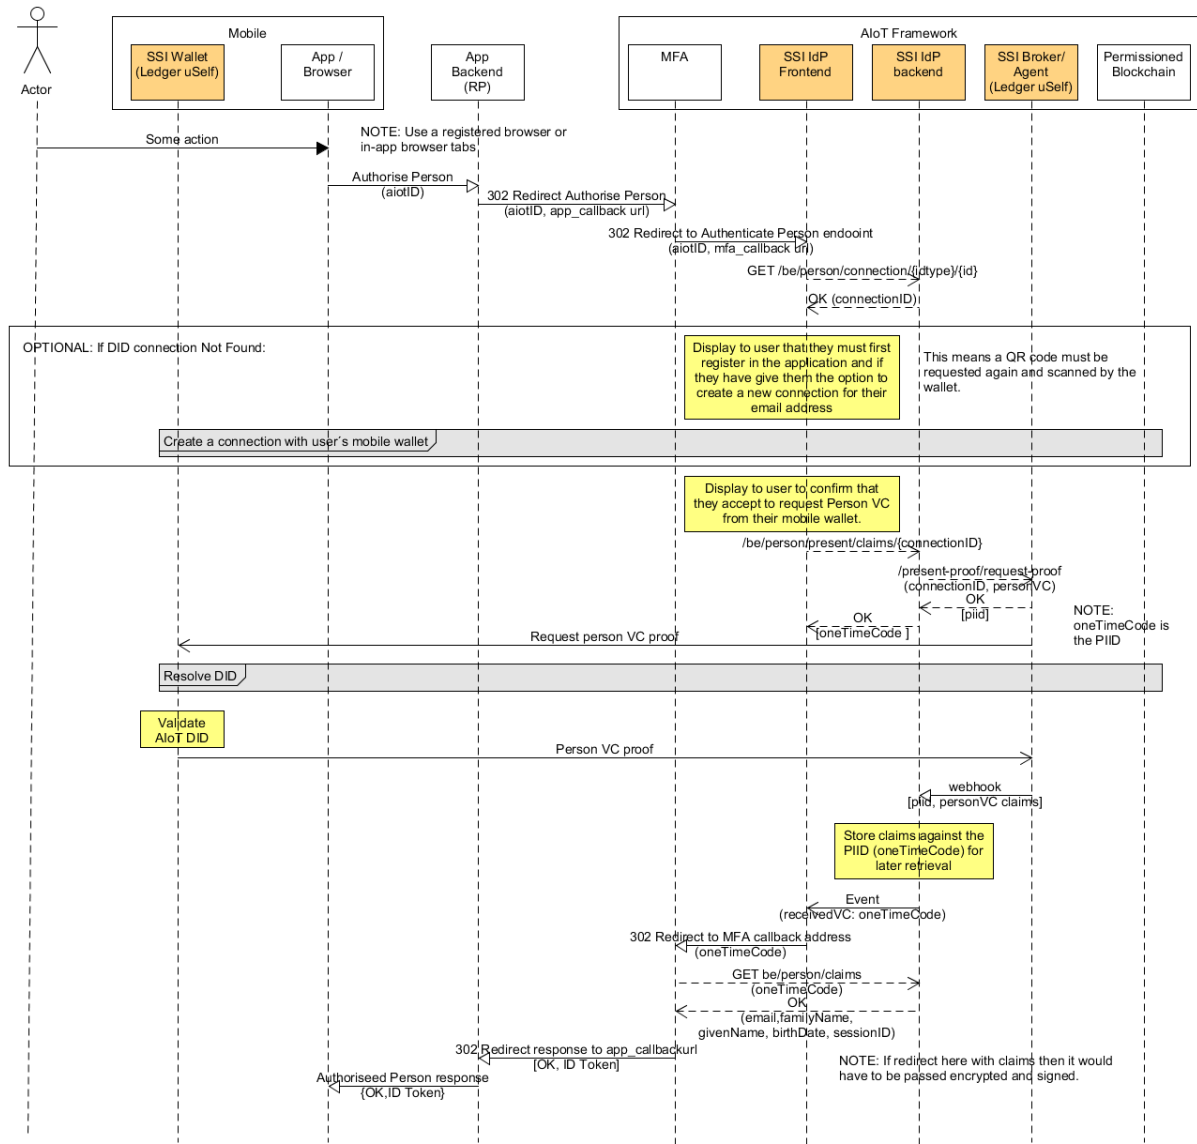 Mobile
AIoT Framework
Actor
SSI Wallet
(Ledger uSelf)
App /
Browser
App
Backend
(RP)
MFA
SSI IdP
Frontend
SSI IdP
backend
SSI Broker/
Agent
(Ledger uSelf)
Permissioned
Blockchain
Some action
NOTE: Use a registered browser or
in-app browser tabs
Authorise Person
(aiotID)
302 Redirect Authorise Person
(aiotID, app_callback url)
302 Redirect to Authenticate Person endooint
(aiotID, mfa_callback url)
GET /be/person/connection/{idtype}/{id}
OK (connectionID)
OPTIONAL: If DID connection Not Found:
Display to user that they must first
register in the application and if
they have give them the option to
create a new connection for their
email address
This means a QR code must be
requested again and scanned by the
wallet.
Create a connection with user´s mobile wallet
Display to user to confirm that
they accept to request Person VC
from their mobile wallet.
/be/person/present/claims/{connectionID}
/present-proof/request-proof
(connectionID, personVC)
OK
[piid]
OK
[oneTimeCode ]
NOTE:
oneTimeCode is
the PIID
Request person VC proof
Resolve DID
Validate
AIoT DID
Person VC proof
webhook
[piid, personVC claims]
Store claims against the
PIID (oneTimeCode) for
later retrieval
Event
(receivedVC: oneTimeCode)
302 Redirect to MFA callback address
(oneTimeCode)
GET be/person/claims
(oneTimeCode)
OK
(email,familyName,
givenName, birthDate, sessionID)
302 Redirect response to app_callbackurl
[OK, ID Token]
NOTE: If redirect here with claims then it would
have to be passed encrypted and signed.
Authoriseed Person response
{OK,ID Token}